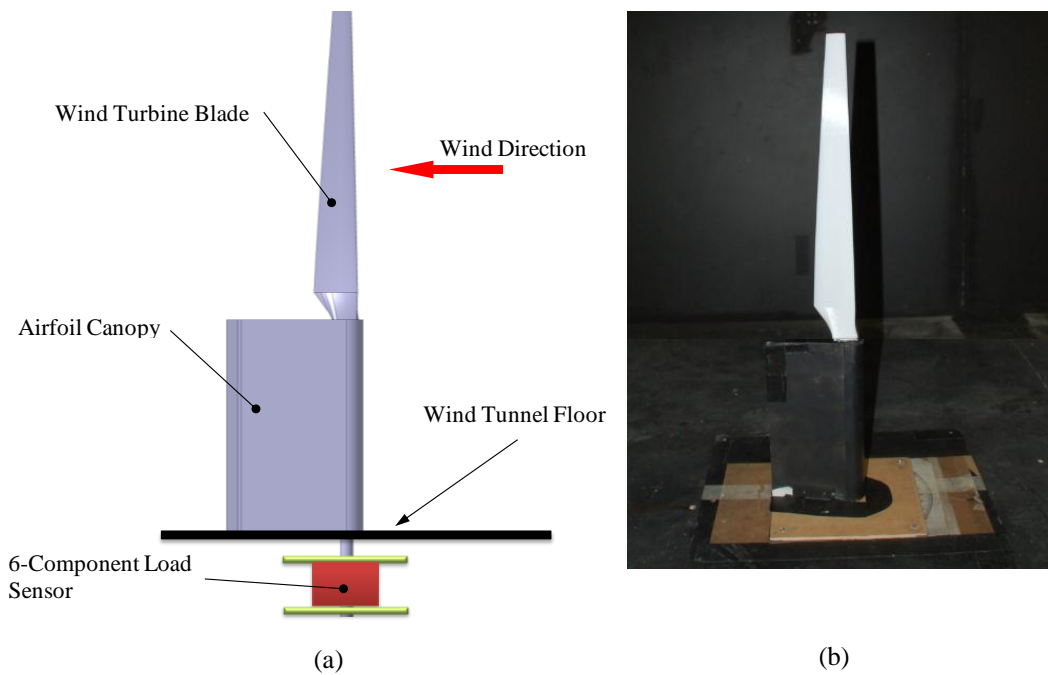 Wind Turbine Blade
Wind Direction
Airfoil Canopy
Wind Tunnel Floor
6-Component Load
Sensor
(a)
(b)